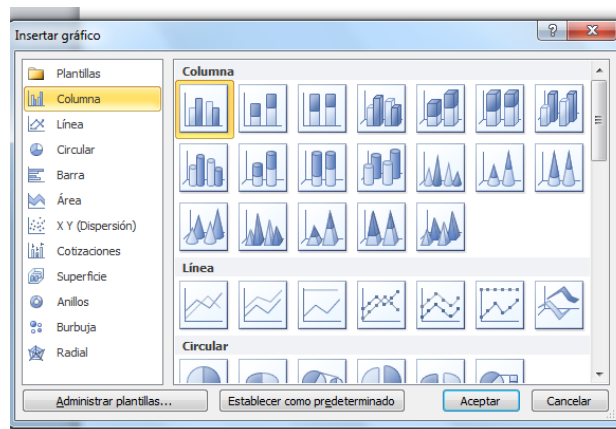 Insertar gráfico
Plantillas
Columna
Línea
Circular
Barra
Área
X Y (Dispersión)
Cotizaciones
Superficie
Anillos
Burbuja
Radial
Columna
Línea
Circular
Administrar plantillas...
Establecer como predeterminado
Aceptar
Cancelar